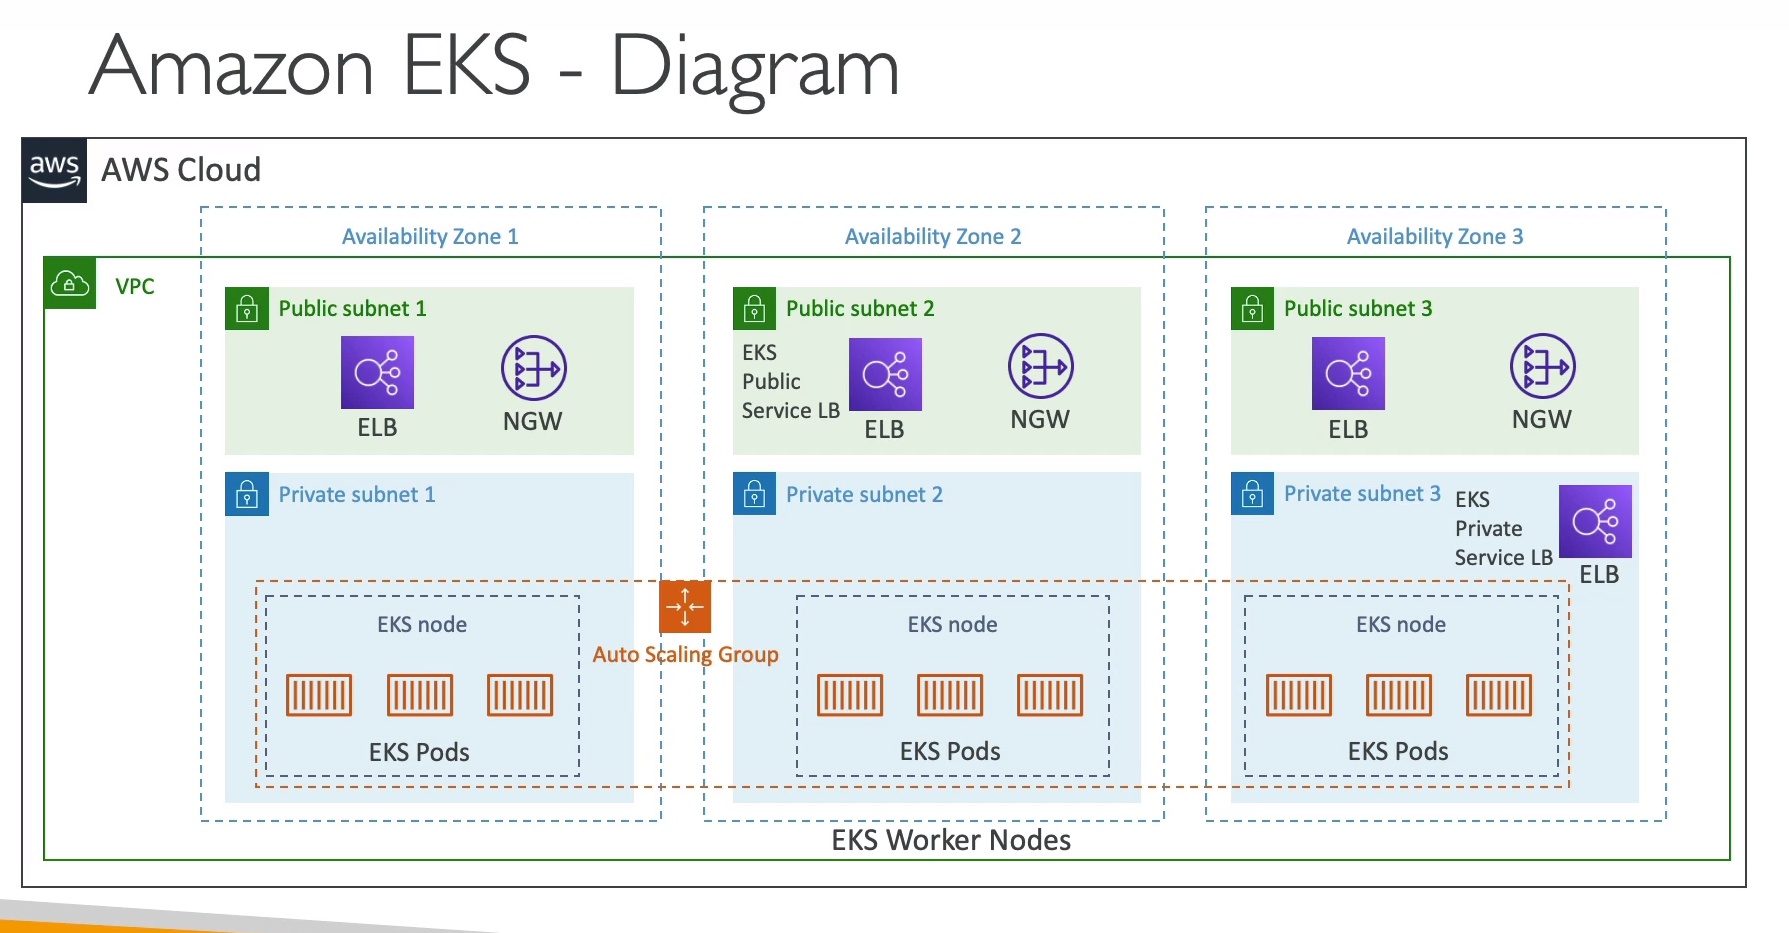 Amazon EKS - Diagram
aws
AWS Cloud
Availability Zone 1
Availability Zone 2
Availability Zone 3
VPC
Public subnet 1
ELB
NGW
Public subnet 2
EKS
Public
Service LB
ELB
NGW
Public subnet 3
ELB
NGW
Private subnet 1
Private subnet 2
Private subnet 3
EKS
Private
Service LB
ELB
EKS node
EKS Pods
Auto Scaling Group
EKS node
EKS Pods
EKS node
EKS Pods
EKS Worker Nodes